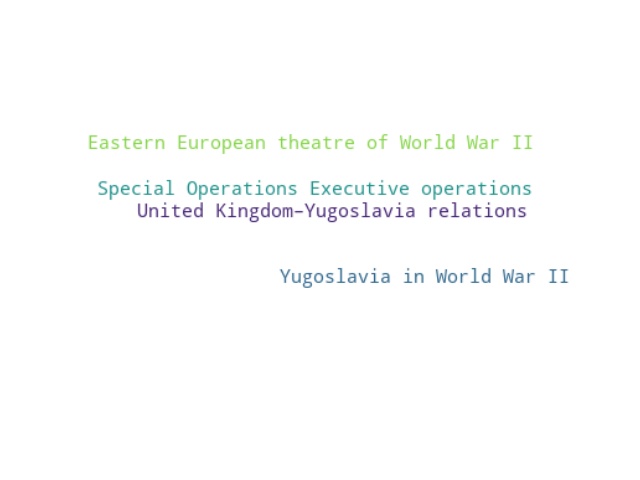 Eastern European theatre of World War II
Special Operations Executive operations
United Kingdom–Yugoslavia relations
Yugoslavia in World War II